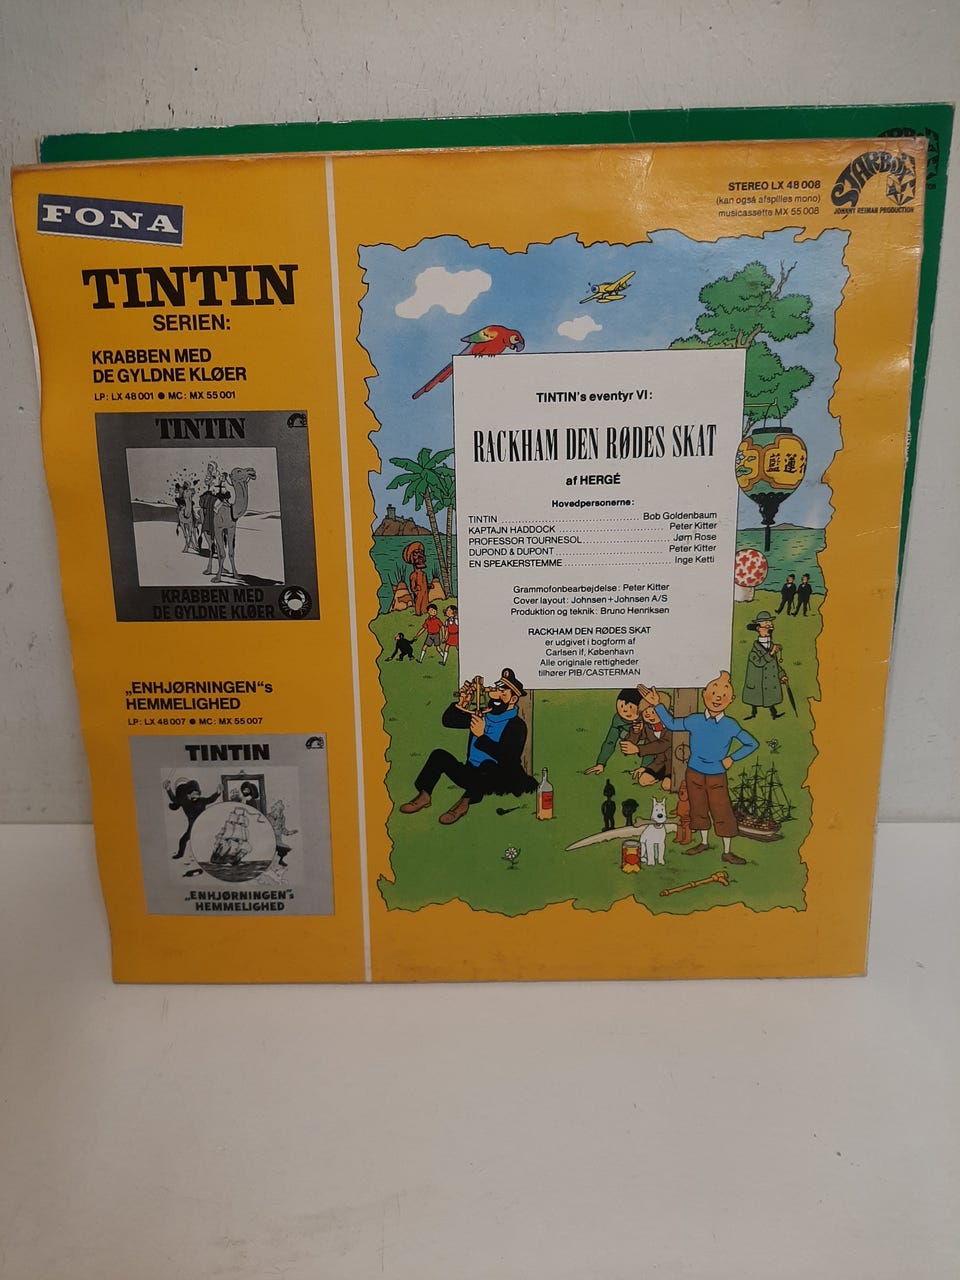 FONA
TINTIN
SERIEN:
KRABBEN MED
DE GYLDNE KLØER
LP: LX 48 001 ● MC: MX 55 001
TINTIN
KRABBEN MED
DE GYLDNE KLØER
„ENHJØRNINGEN“s
HEMMELIGHED
LP: LX 48 007 ● MC: MX 55 007
TINTIN
„ENHJØRNINGEN“s
HEMMELIGHED
STEREO LX 48 008
(kan også afspilles mono)
musicassette MX 55 008
STARBOX
JOHNNY REIMAR PRODUCTION
TINTIN's eventyr VI:
RACKHAM DEN RØDES SKAT
af HERGÉ
Hovedpersonerne:
TINTIN ........................................ Bob Goldenbaum
KAPTAJN HADDOCK ........................................ Peter Kitter
PROFESSOR TOURNESOL ........................... Jørn Rose
DUPOND & DUPONT ................................... Peter Kitter
EN SPEAKERSTEMME ................................... Inge Ketti
Grammofonbearbejdelse: Peter Kitter
Cover layout: Johnsen+Johnsen A/S
Produktion og teknik: Bruno Henriksen
RACKHAM DEN RØDES SKAT
er udgivet i bogform af
Carlsen if, København
Alle originale rettigheder
tilhører PIB/CASTERMAN